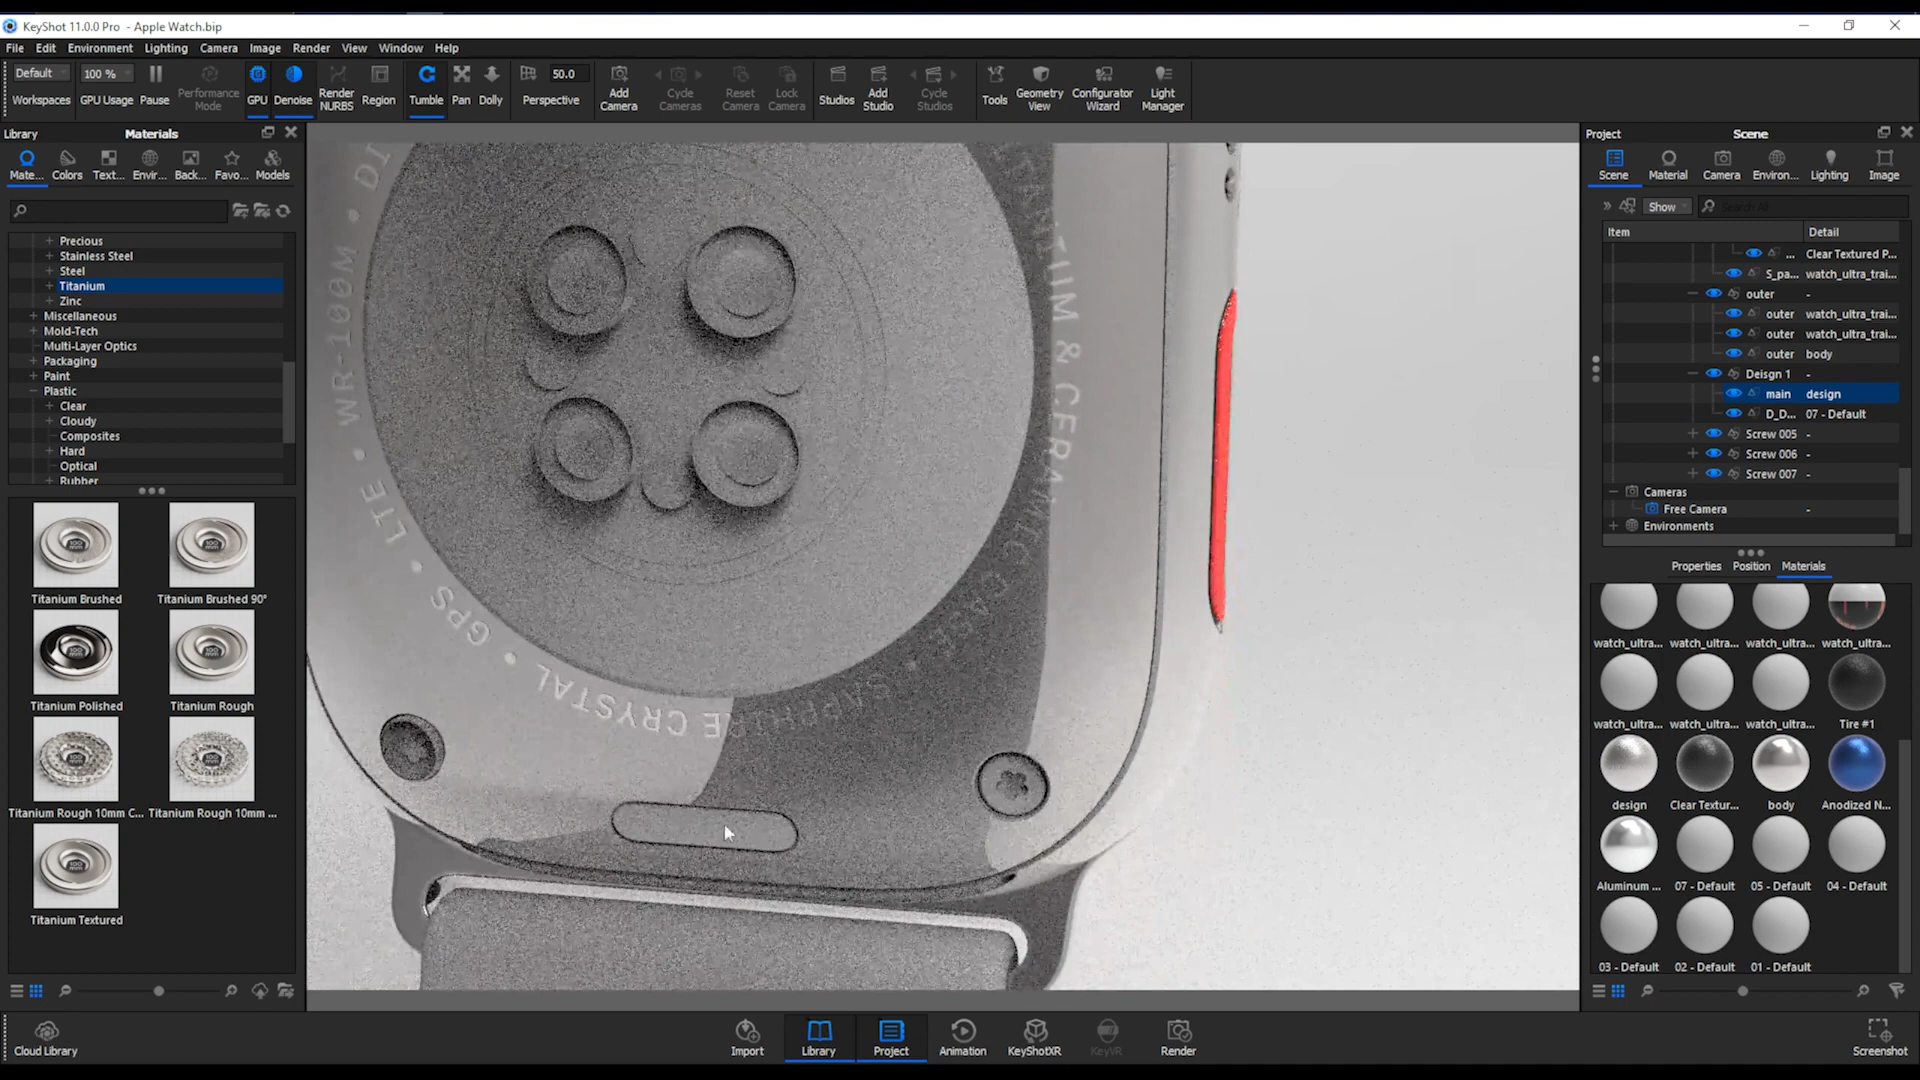 KeyShot 11.0.0 Pro - Apple Watch.bip
File Edit Environment Lighting Camera Image Render View Window Help
Default 100 % 50.0
Workspaces GPU Usage Pause Performance Mode GPU Denoise Render NURBS Region Tumble Pan Dolly Perspective Add Camera Cycle Cameras Reset Camera Lock Camera Studios Add Studio Cycle Studios Tools Geometry View Configurator Wizard Light Manager
Library Materials
Mate... Colors Text... Envir... Back... Favo... Models
Precious
Stainless Steel
Steel
Titanium
Zinc
Miscellaneous
Mold-Tech
Multi-Layer Optics
Packaging
Paint
Plastic
Clear
Cloudy
Composites
Hard
Optical
Rubber
Titanium Brushed Titanium Brushed 90°
Titanium Polished Titanium Rough
Titanium Rough 10mm C... Titanium Rough 10mm ...
Titanium Textured
WR-100M • LTE • GPS • SAPPHIRE CRYSTAL
& CERAMIC CASE
Project Scene
Scene Material Camera Environ... Lighting Image
Show Search All
Item Detail
... Clear Textured P...
S_pa... watch_ultra_trai...
outer -
outer watch_ultra_trai...
outer watch_ultra_trai...
outer body
Deisgn 1 -
main design
D_D... 07 - Default
Screw 005 -
Screw 006 -
Screw 007 -
Cameras
Free Camera -
Environments
Properties Position Materials
watch_ultra... watch_ultra... watch_ultra... watch_ultra...
watch_ultra... watch_ultra... watch_ultra... Tire #1
design Clear Textur... body Anodized N...
Aluminum ... 07 - Default 05 - Default 04 - Default
03 - Default 02 - Default 01 - Default
Cloud Library Import Library Project Animation KeyShotXR KeyVR Render Screenshot